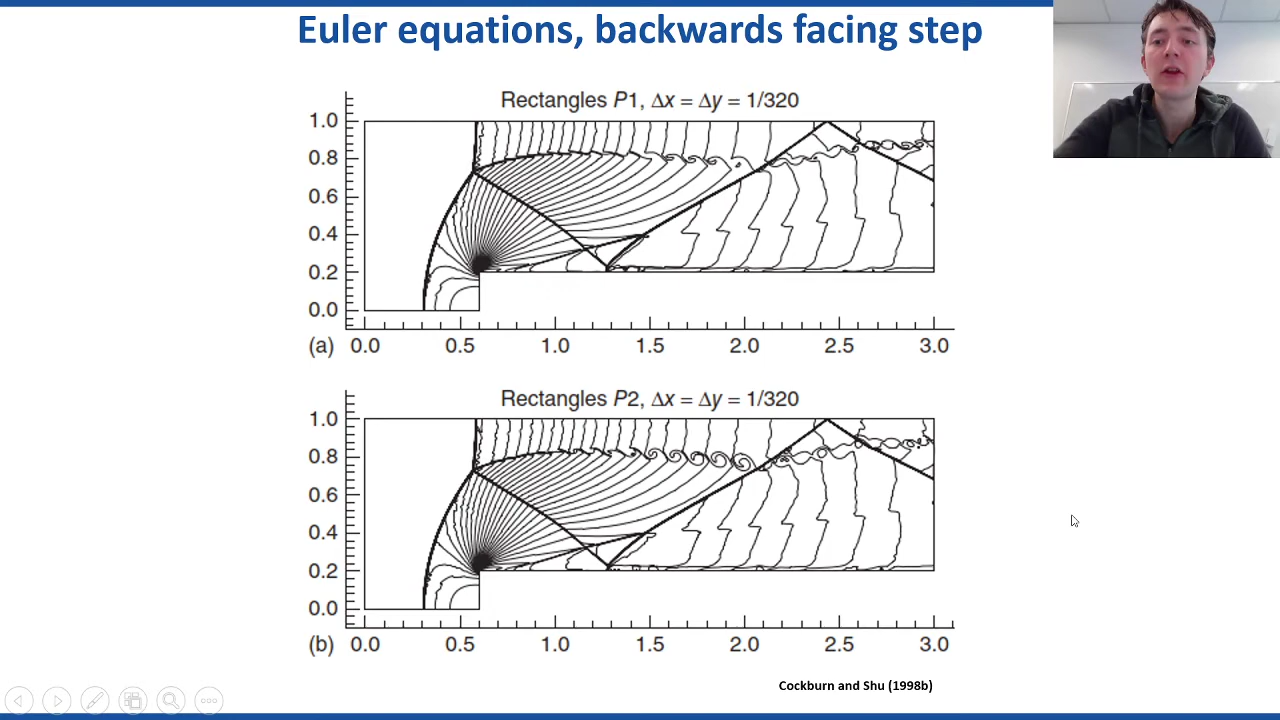 Euler equations, backwards facing step
Rectangles P1, Δx = Δy = 1/320
1.0
0.8
0.6
0.4
0.2
0.0
(a) 0.0 0.5 1.0 1.5 2.0 2.5 3.0
Rectangles P2, Δx = Δy = 1/320
1.0
0.8
0.6
0.4
0.2
0.0
(b) 0.0 0.5 1.0 1.5 2.0 2.5 3.0
Cockburn and Shu (1998b)